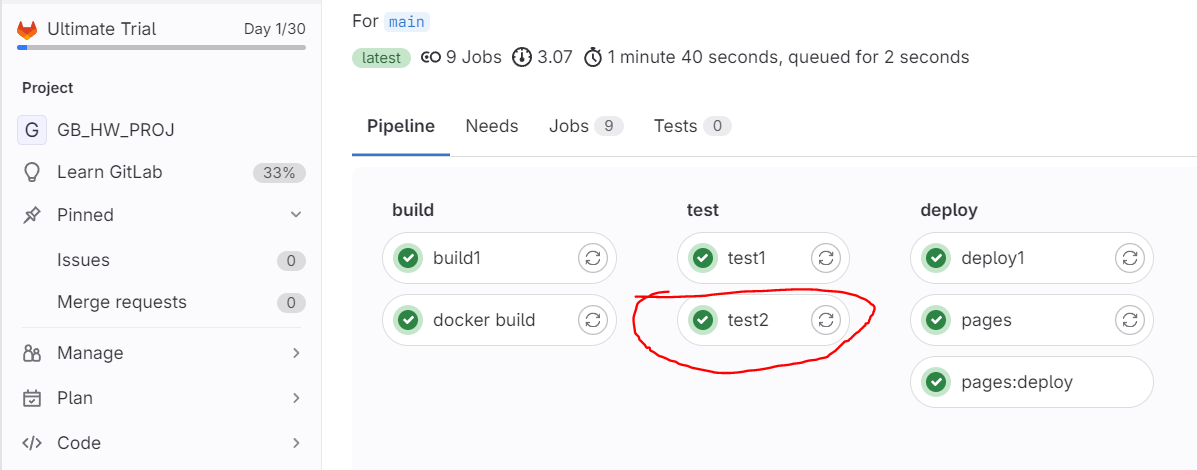 Ultimate Trial Day 1/30
Project
G GB_HW_PROJ
Learn GitLab 33%
Pinned
Issues 0
Merge requests 0
Manage
Plan
Code
For main
latest 9 Jobs 3.07 1 minute 40 seconds, queued for 2 seconds
Pipeline Needs Jobs 9 Tests 0
build test deploy
build1 test1 deploy1
docker build test2 pages
pages:deploy